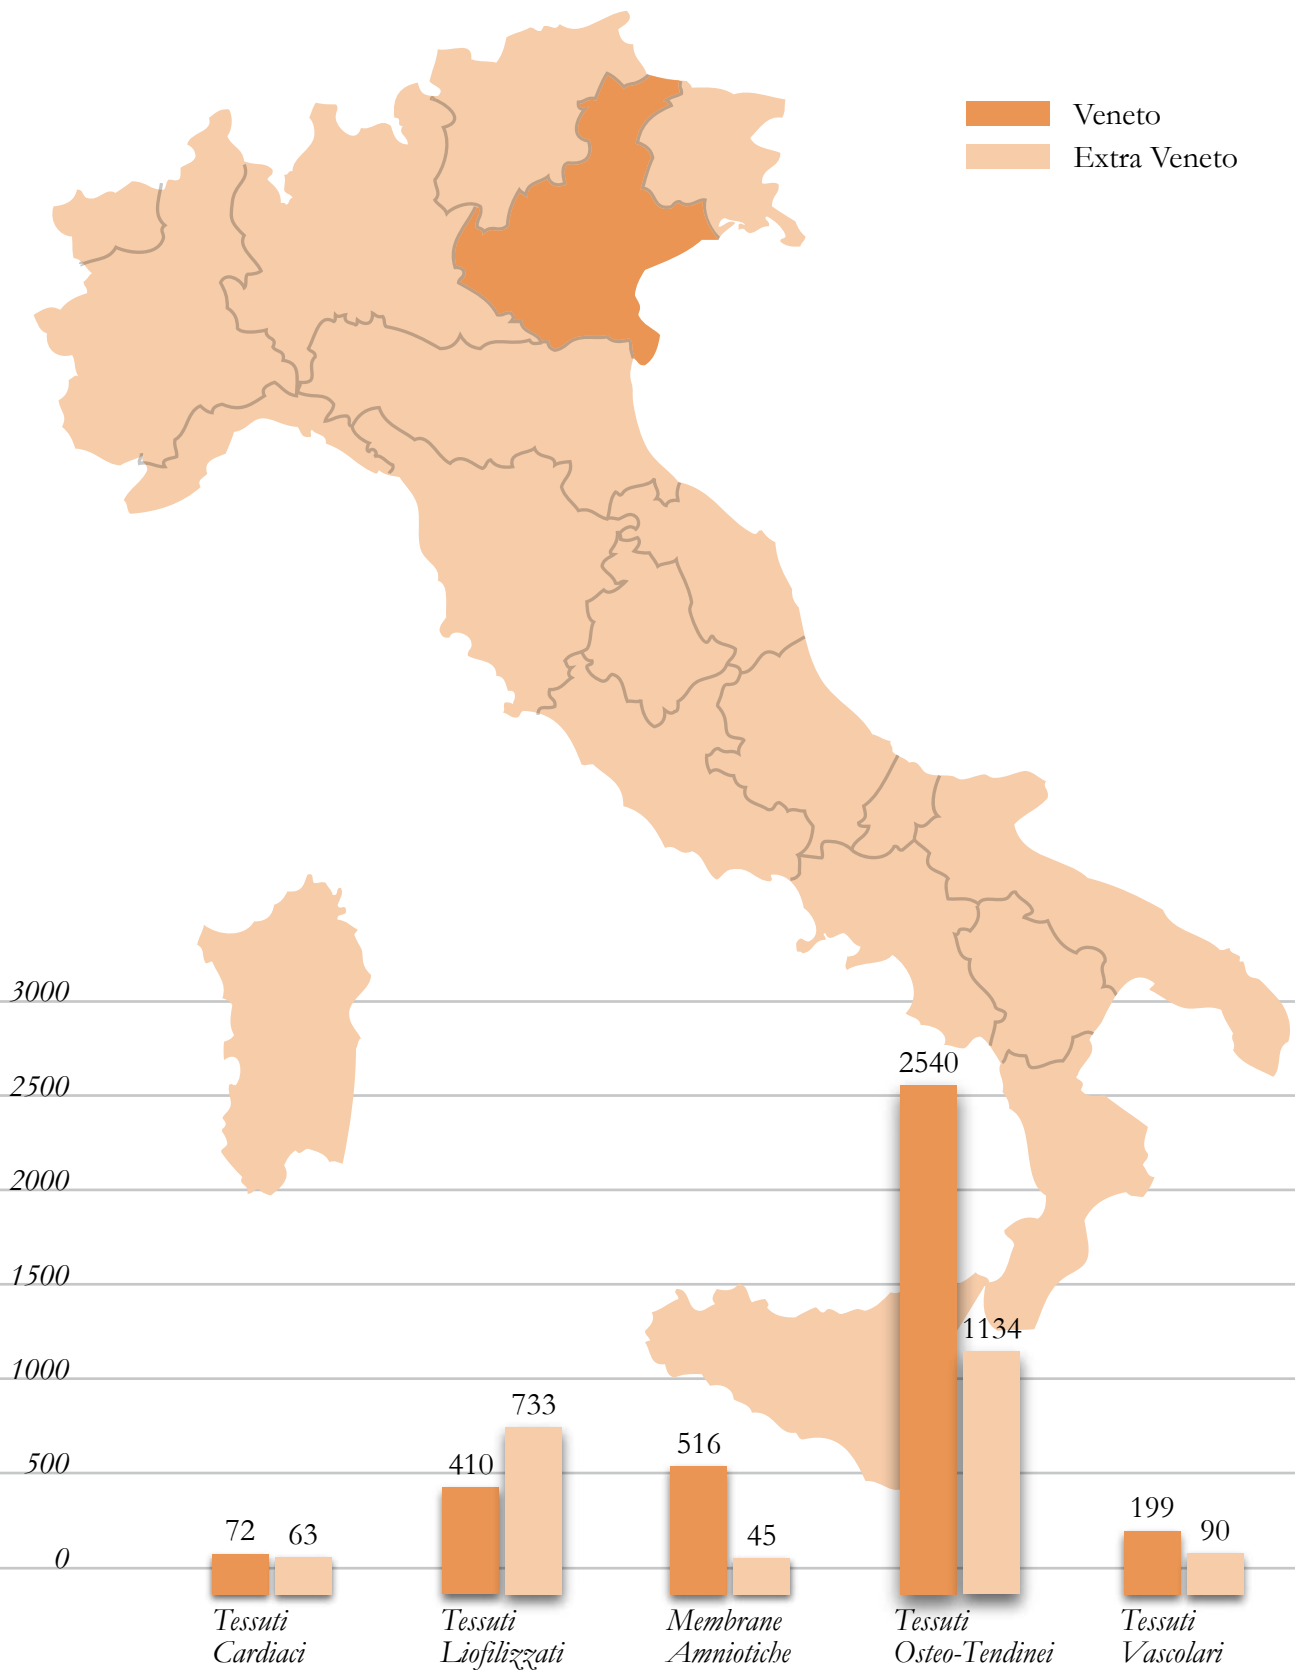 Veneto
Extra Veneto
3000
2500
2000
1500
1000
500
0
2540
1134
733
410
516
45
72
63
199
90
Tessuti
Cardiaci
Tessuti
Liofilizzati
Membrane
Amniotiche
Tessuti
Osteo-Tendinei
Tessuti
Vascolari